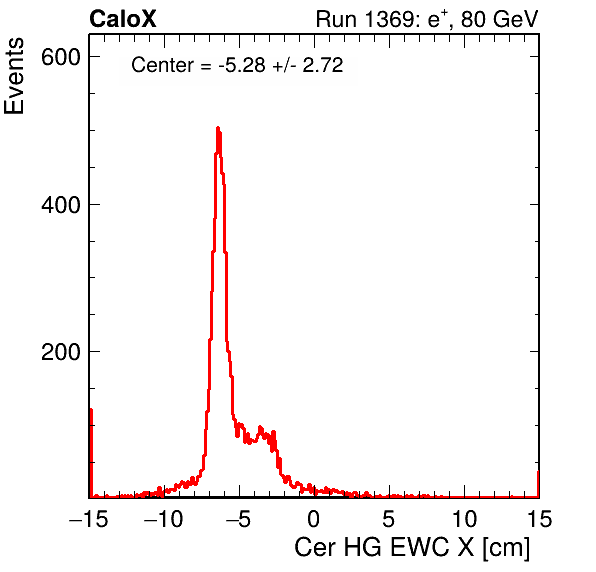 CaloX Run 1369: e⁺, 80 GeV
Events
Center = -5.28 +/- 2.72
600
400
200
−15 −10 −5 0 5 10 15
Cer HG EWC X [cm]